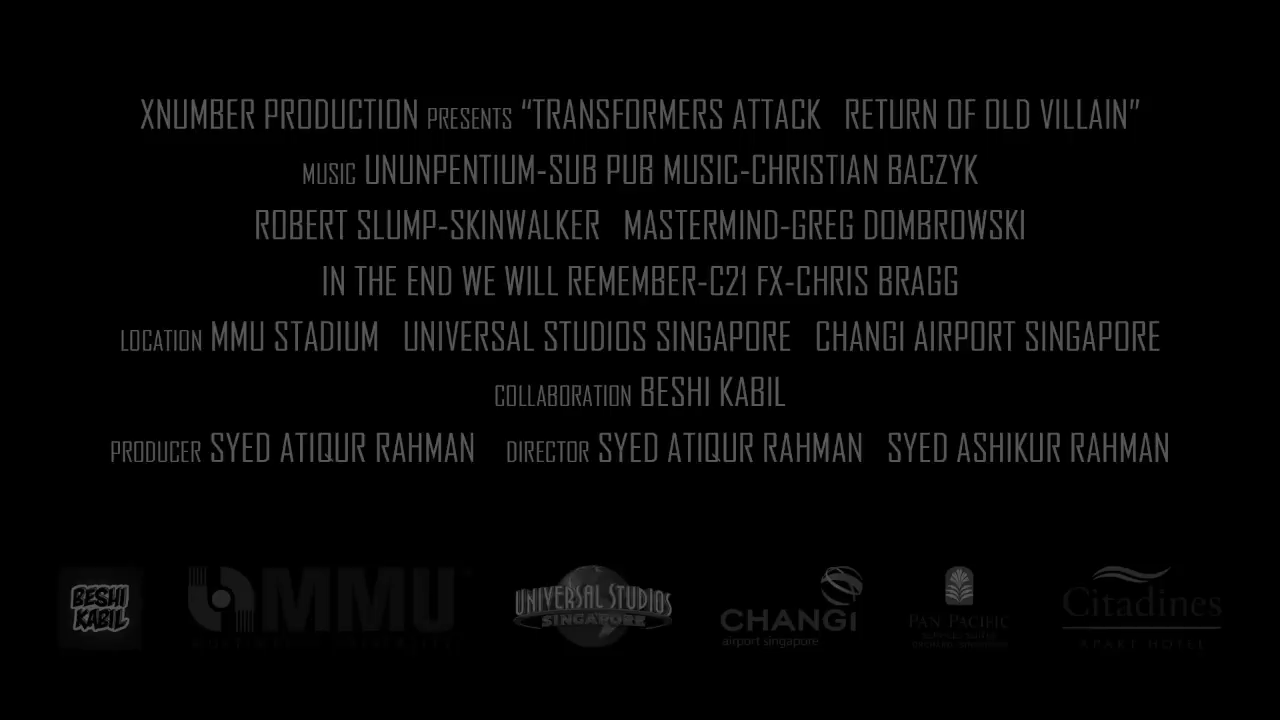 XNUMBER PRODUCTION PRESENTS “TRANSFORMERS ATTACK RETURN OF OLD VILLAIN”
MUSIC UNUNPENTIUM-SUB PUB MUSIC-CHRISTIAN BACZYK
ROBERT SLUMP-SKINWALKER MASTERMIND-GREG DOMBROWSKI
IN THE END WE WILL REMEMBER-C21 FX-CHRIS BRAGG
LOCATION MMU STADIUM UNIVERSAL STUDIOS SINGAPORE CHANGI AIRPORT SINGAPORE
COLLABORATION BESHI KABIL
PRODUCER SYED ATIQUR RAHMAN DIRECTOR SYED ATIQUR RAHMAN SYED ASHIKUR RAHMAN
BESHI
KABIL
MMU
UNIVERSAL STUDIOS
SINGAPORE
CHANGI
airport singapore
PAN PACIFIC
Citadines
APART HOTEL